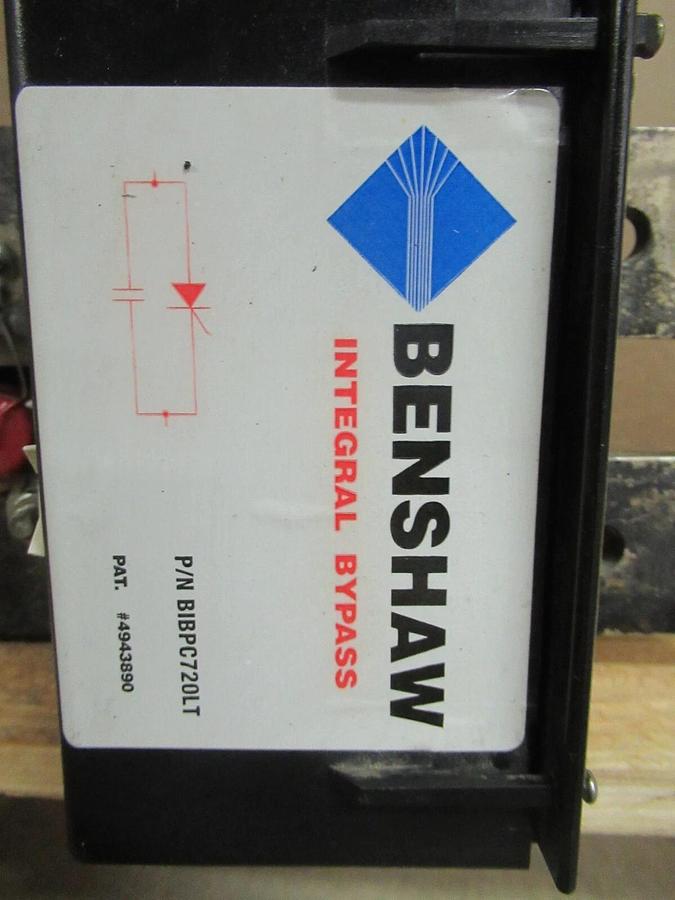 BENSHAW
INTEGRAL BYPASS
P/N BIBPC720LT
PAT. #4943890